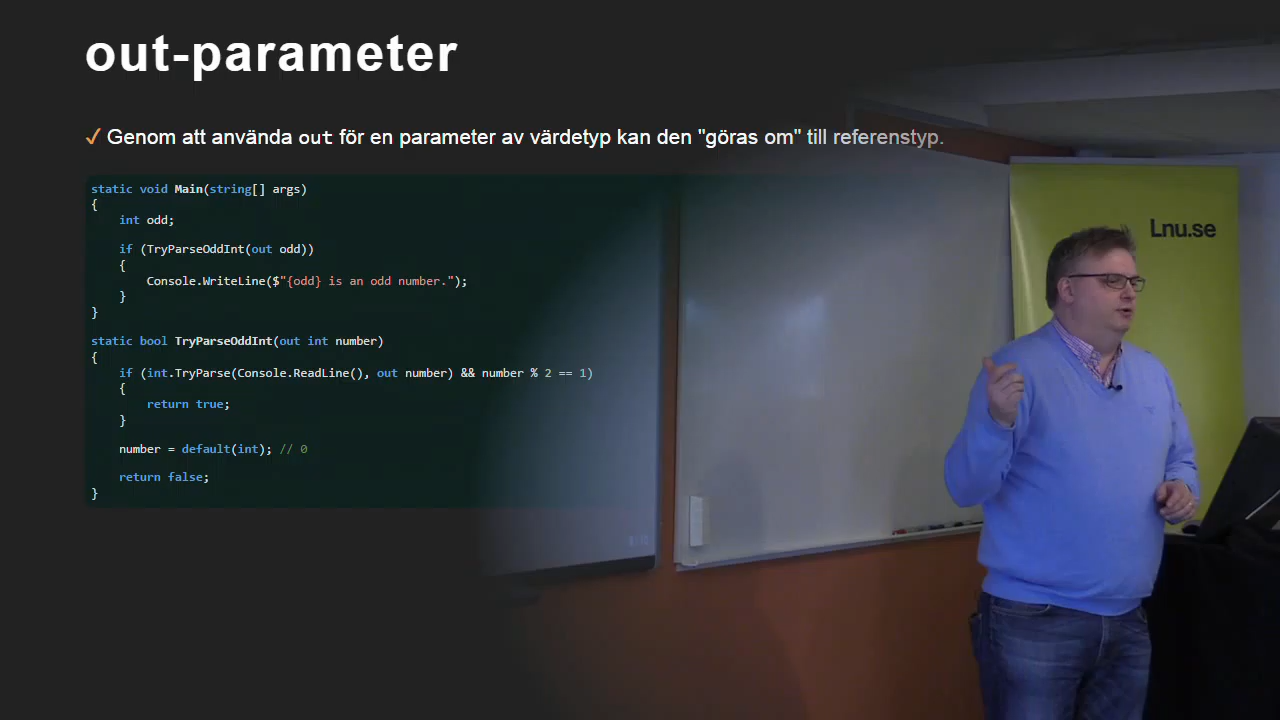 out-parameter
✓ Genom att använda out för en parameter av värdetyp kan den "göras om" till referenstyp.
static void Main(string[] args)
{
    int odd;
    if (TryParseOddInt(out odd))
    {
        Console.WriteLine($"{odd} is an odd number.");
    }
}
static bool TryParseOddInt(out int number)
{
    if (int.TryParse(Console.ReadLine(), out number) && number % 2 == 1)
    {
        return true;
    }
    number = default(int); // 0
    return false;
}
Lnu.se